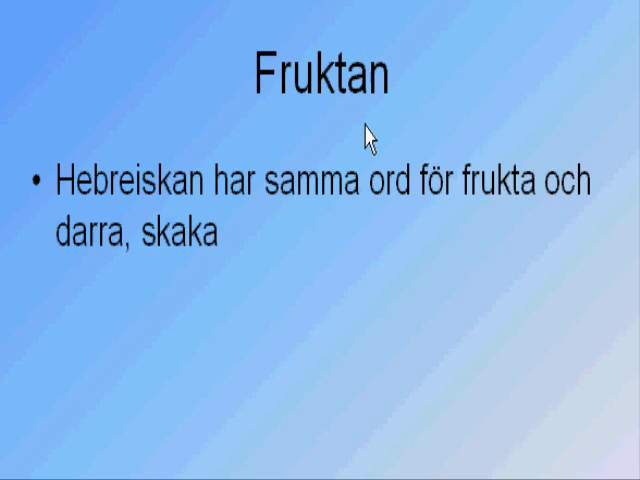 Fruktan
• Hebreiskan har samma ord för frukta och
darra, skaka